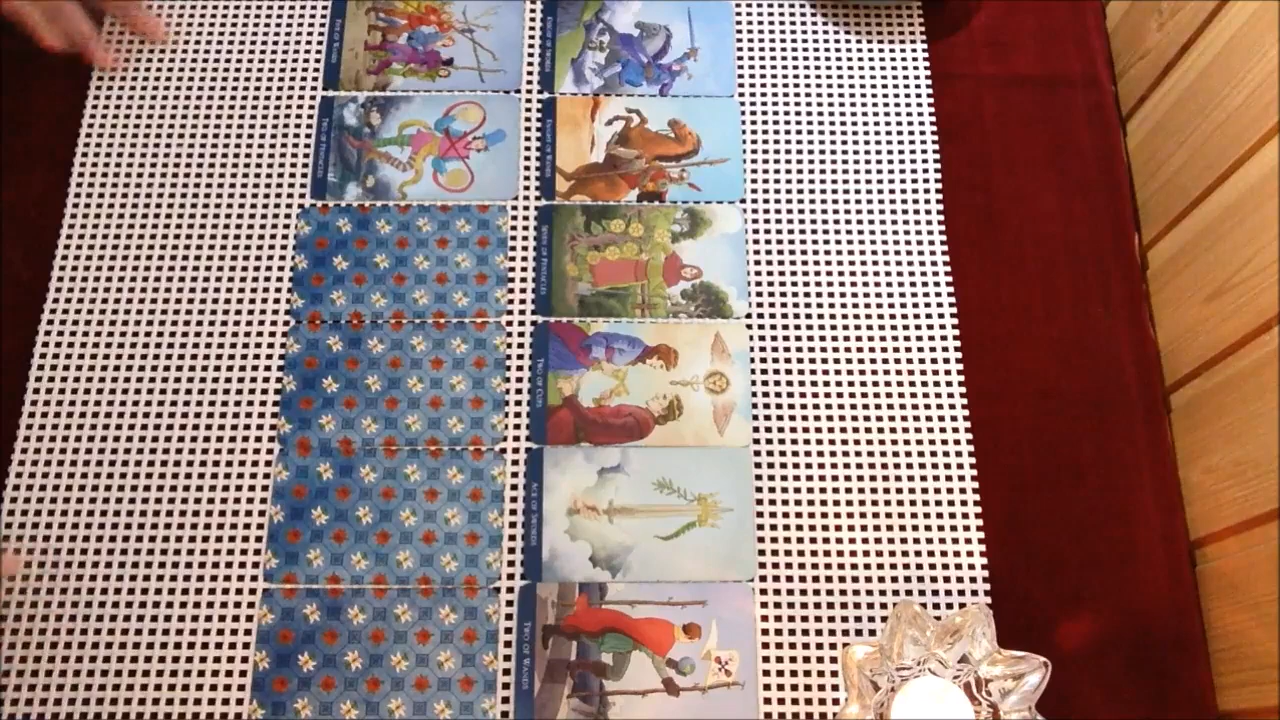 FIVE OF WANDS
KNIGHT OF SWORDS
TWO OF PENTACLES
KNIGHT OF WANDS
SEVEN OF PENTACLES
TWO OF CUPS
ACE OF SWORDS
TWO OF WANDS